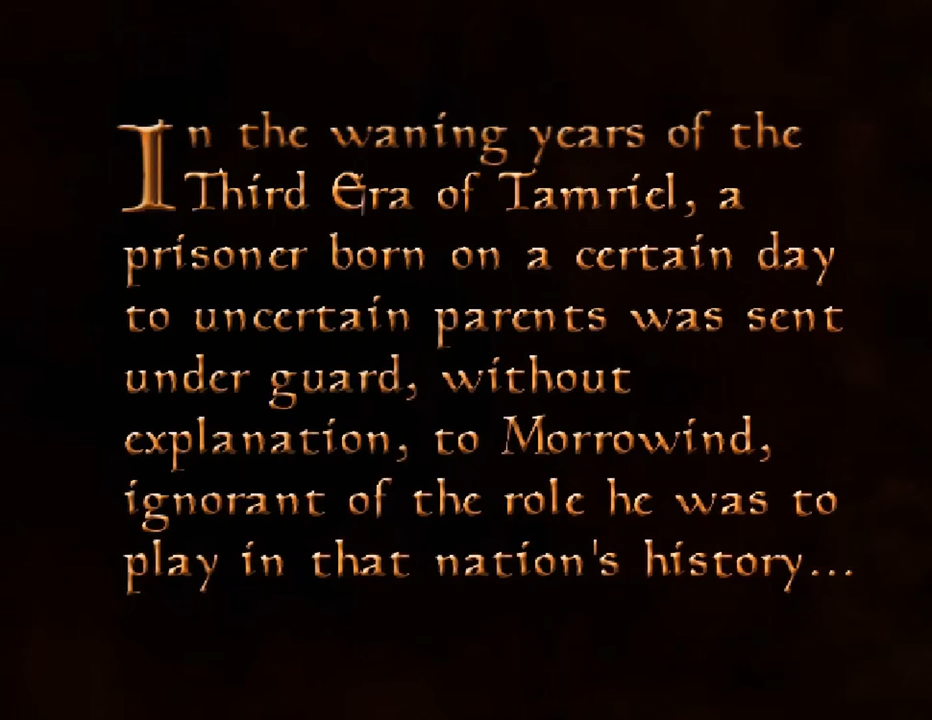 In the waning years of the
Third Era of Tamriel, a
prisoner born on a certain day
to uncertain parents was sent
under guard, without
explanation, to Morrowind,
ignorant of the role he was to
play in that nation's history...